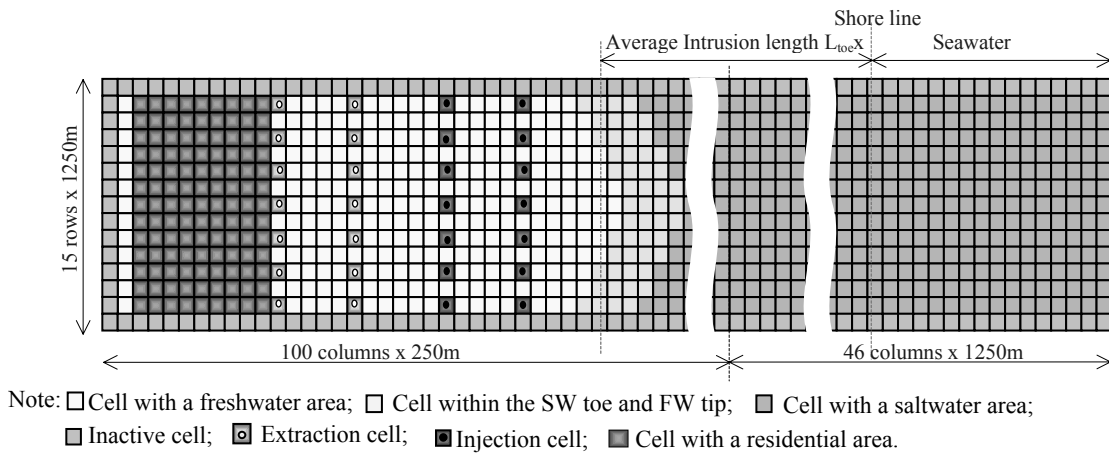 Shore line
Average Intrusion length Ltoex
Seawater
15 rows x 1250m
100 columns x 250m
46 columns x 1250m
Note: Cell with a freshwater area; Cell within the SW toe and FW tip; Cell with a saltwater area;
Inactive cell; Extraction cell; Injection cell; Cell with a residential area.